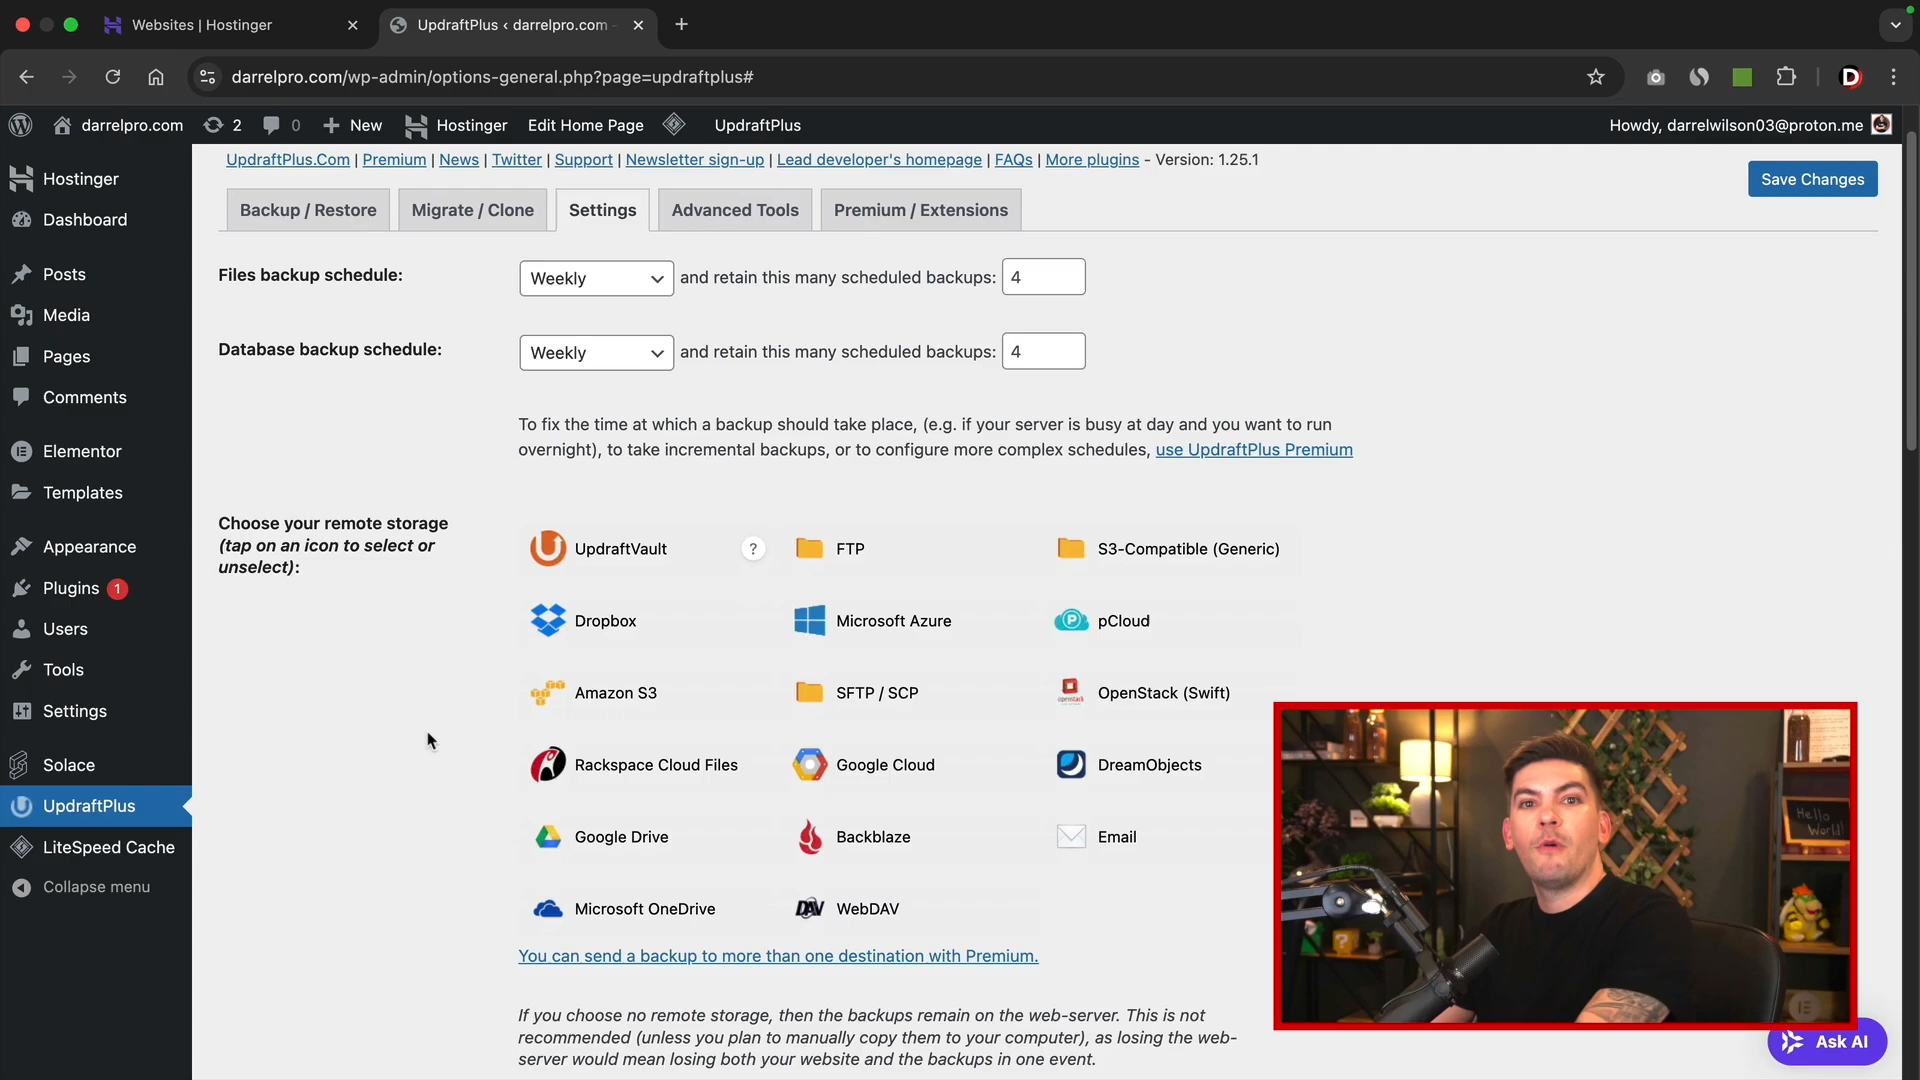 Websites | Hostinger
UpdraftPlus ‹ darrelpro.com -
darrelpro.com/wp-admin/options-general.php?page=updraftplus#
darrelpro.com
2
0
New
Hostinger
Edit Home Page
UpdraftPlus
Howdy, darrelwilson03@proton.me
Hostinger
Dashboard
Posts
Media
Pages
Comments
Elementor
Templates
Appearance
Plugins 1
Users
Tools
Settings
Solace
UpdraftPlus
LiteSpeed Cache
Collapse menu
UpdraftPlus.Com | Premium | News | Twitter | Support | Newsletter sign-up | Lead developer's homepage | FAQs | More plugins - Version: 1.25.1
Save Changes
Backup / Restore
Migrate / Clone
Settings
Advanced Tools
Premium / Extensions
Files backup schedule:
Weekly and retain this many scheduled backups: 4
Database backup schedule:
Weekly and retain this many scheduled backups: 4
To fix the time at which a backup should take place, (e.g. if your server is busy at day and you want to run
overnight), to take incremental backups, or to configure more complex schedules, use UpdraftPlus Premium
Choose your remote storage
(tap on an icon to select or
unselect):
UpdraftVault ?
FTP
S3-Compatible (Generic)
Dropbox
Microsoft Azure
pCloud
Amazon S3
SFTP / SCP
OpenStack (Swift)
Rackspace Cloud Files
Google Cloud
DreamObjects
Google Drive
Backblaze
Email
Microsoft OneDrive
DAV
WebDAV
You can send a backup to more than one destination with Premium.
If you choose no remote storage, then the backups remain on the web-server. This is not
recommended (unless you plan to manually copy them to your computer), as losing the web-
server would mean losing both your website and the backups in one event.
Hello
World!
Ask AI